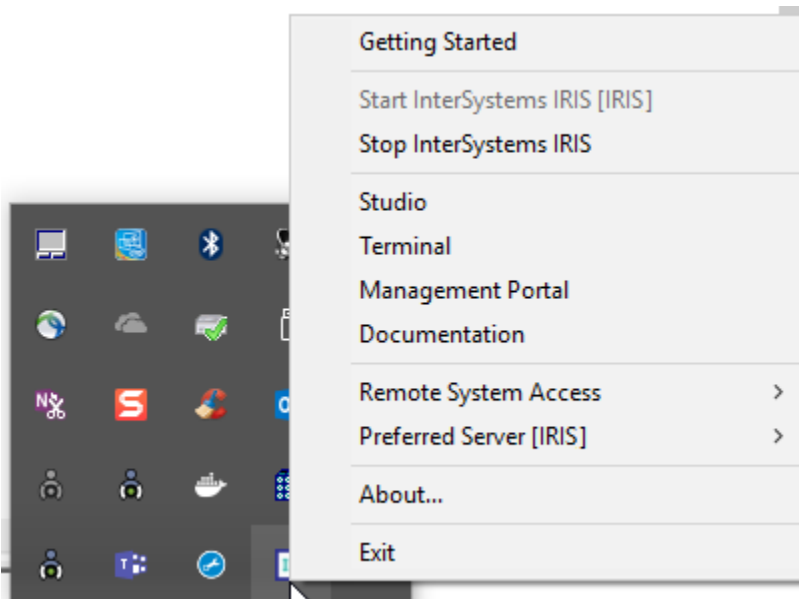 Getting Started
Start InterSystems IRIS [IRIS]
Stop InterSystems IRIS
Studio
Terminal
Management Portal
Documentation
Remote System Access
Preferred Server [IRIS]
About...
Exit
N
S
T